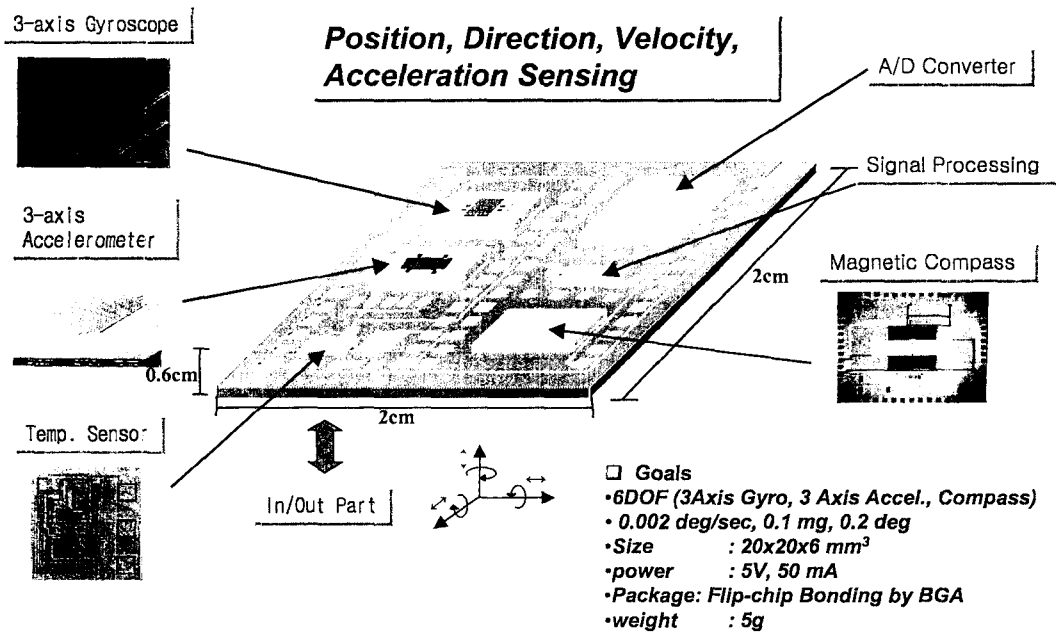 3-axis Gyroscope
Position, Direction, Velocity,
Acceleration Sensing
A/D Converter
Signal Processing
3-axis
Accelerometer
2cm
Magnetic Compass
0.6cm
2cm
Temp. Sensor
In/Out Part
❑ Goals
•6DOF (3Axis Gyro, 3 Axis Accel., Compass)
• 0.002 deg/sec, 0.1 mg, 0.2 deg
•Size : 20x20x6 mm³
•power : 5V, 50 mA
•Package: Flip-chip Bonding by BGA
•weight : 5g